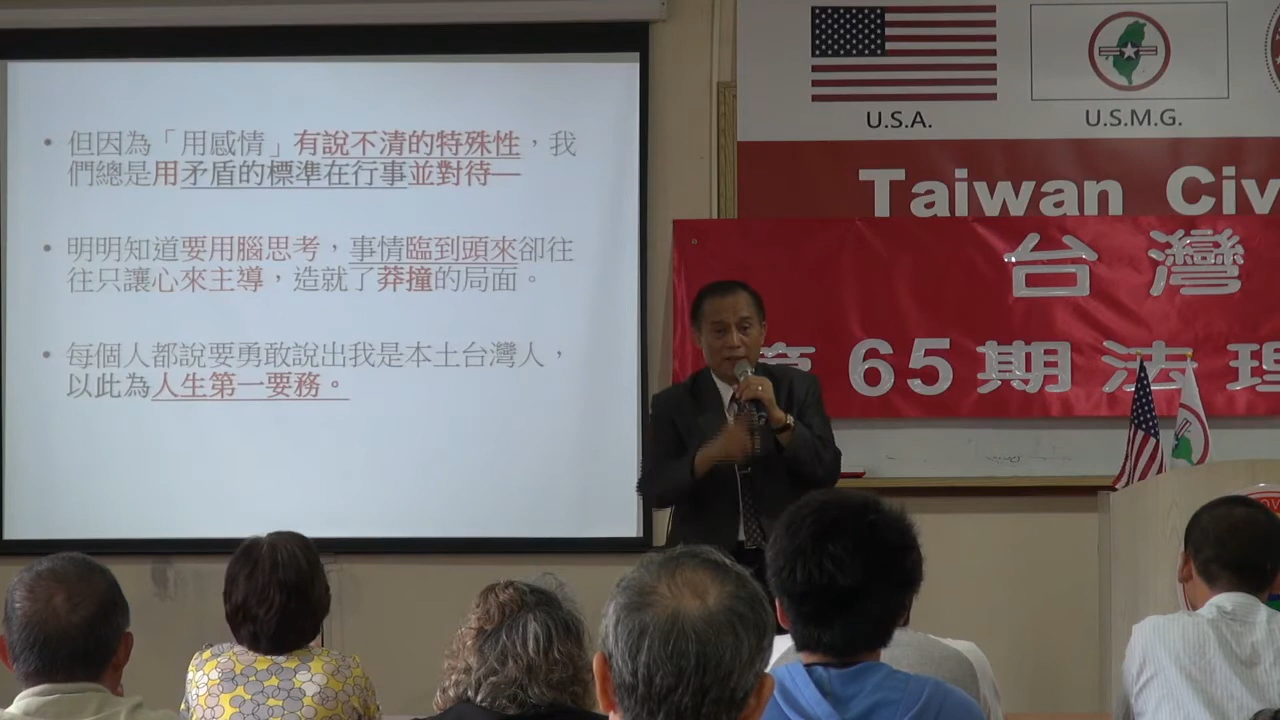 • 但因為「用感情」有說不清的特殊性，我
們總是用矛盾的標準在行事並對待—
• 明明知道要用腦思考，事情臨到頭來卻往
往只讓心來主導，造就了莽撞的局面。
• 每個人都說要勇敢說出我是本土台灣人，
以此為人生第一要務。
U.S.A.
U.S.M.G.
Taiwan Civ
台灣
第65期法理